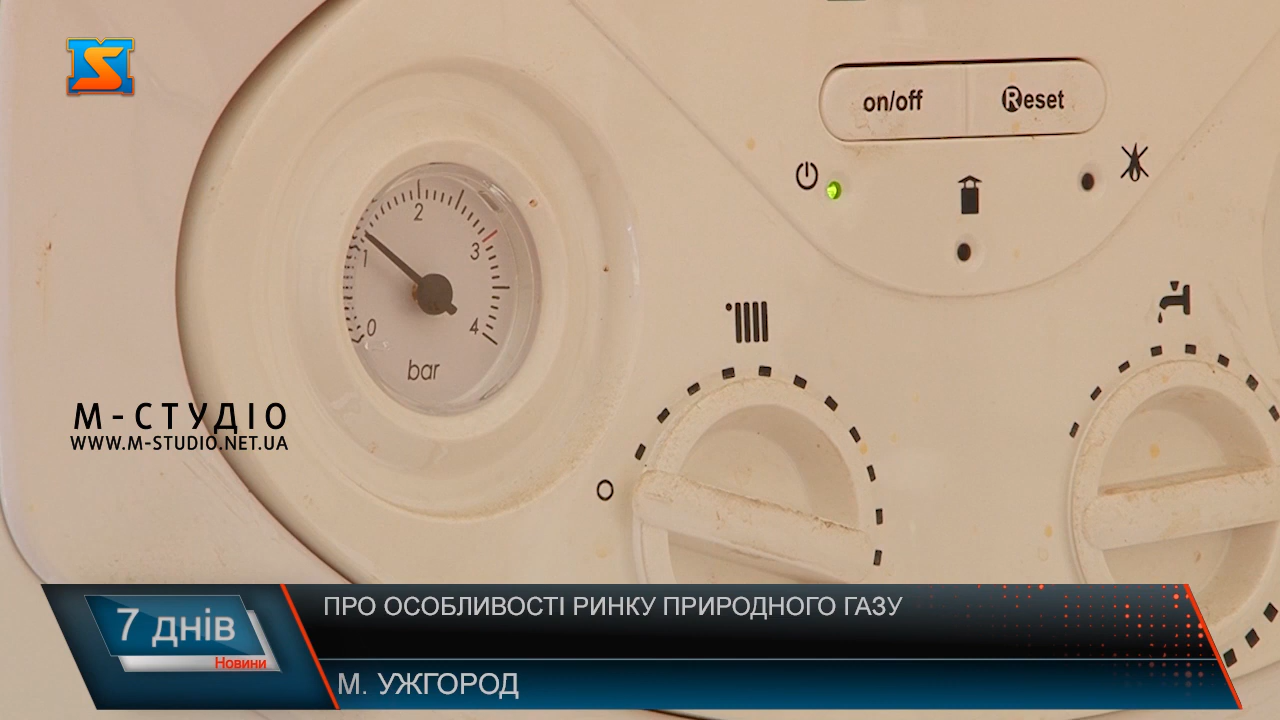 on/off Reset
2
1 3
0 4
bar
М-СТУДІО
WWW.M-STUDIO.NET.UA
7 днів
Новини
ПРО ОСОБЛИВОСТІ РИНКУ ПРИРОДНОГО ГАЗУ
М. УЖГОРОД